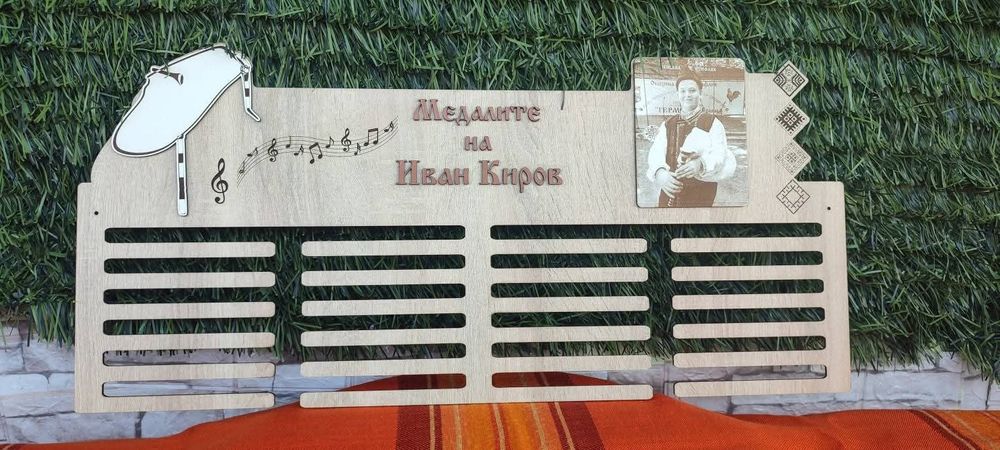 Медалите
на
Иван Киров